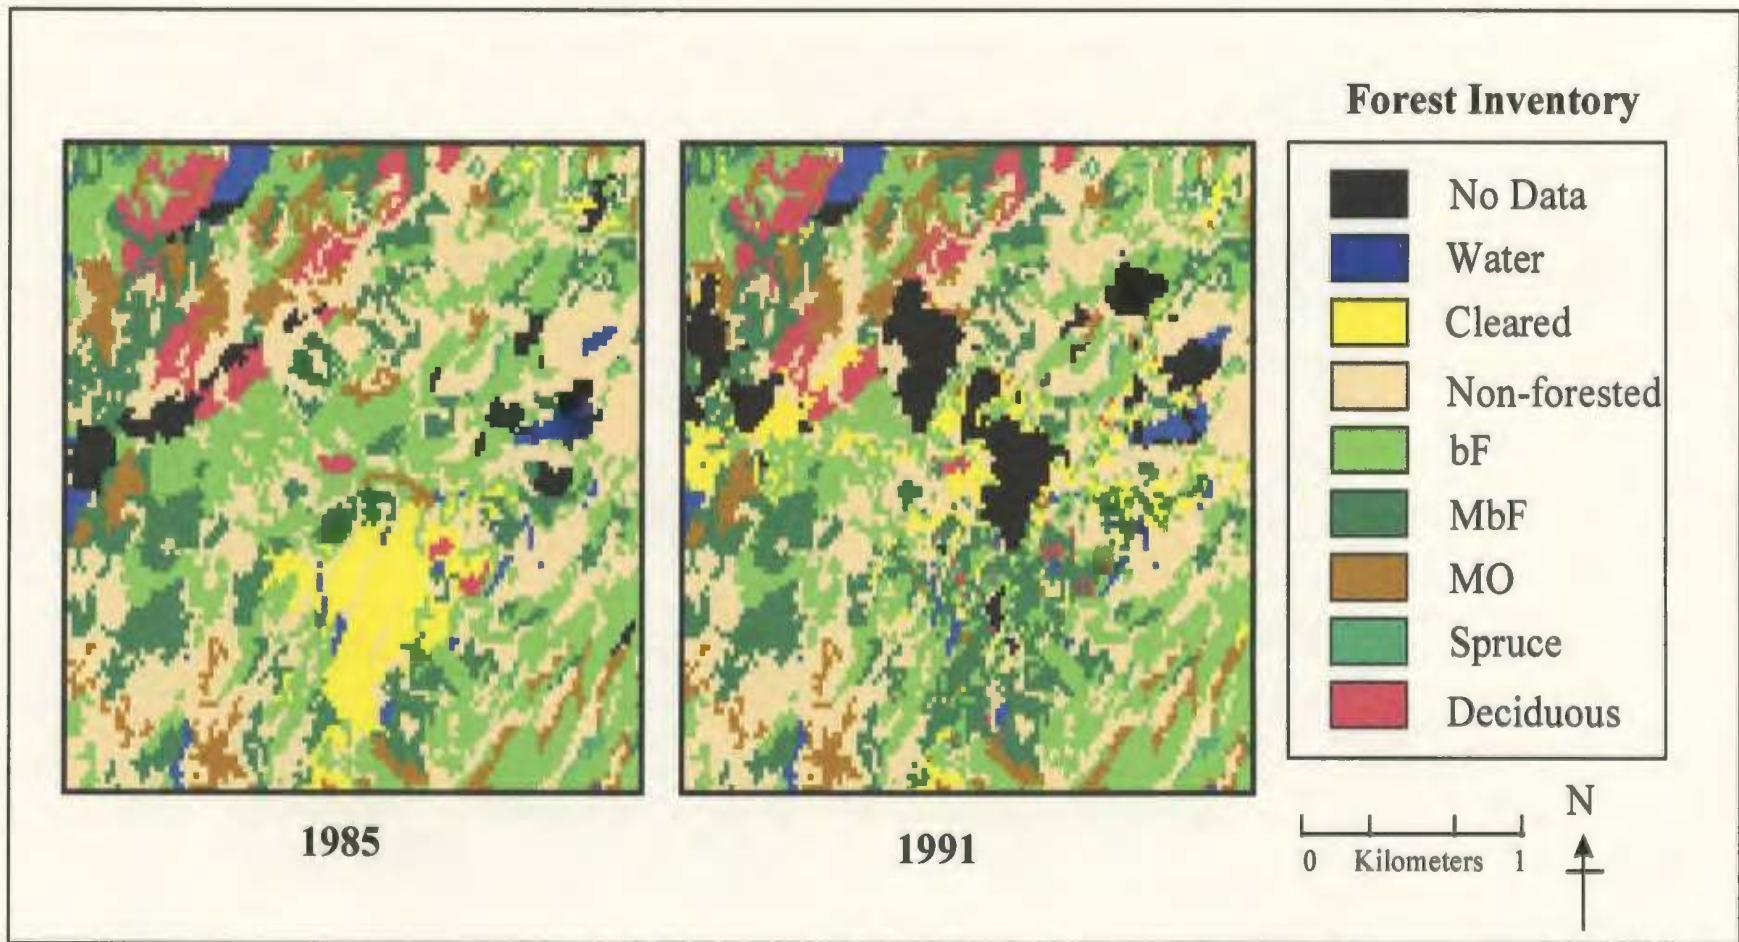 Forest Inventory
No Data
Water
Cleared
Non-forested
bF
MbF
MO
Spruce
Deciduous
1985
1991
N
0 Kilometers 1